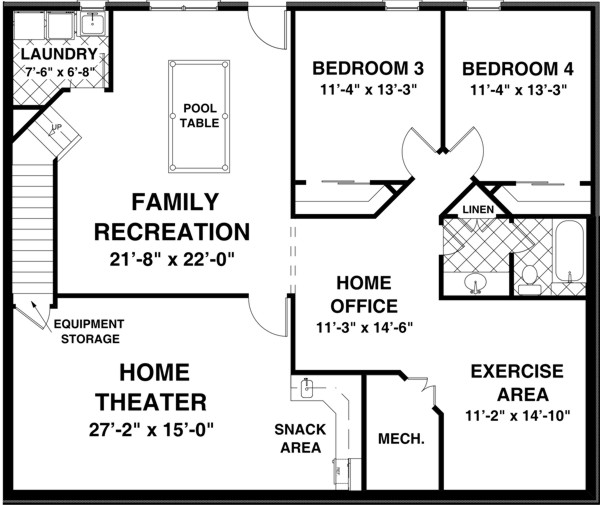 LAUNDRY
7'-6" x 6'-8"
UP
POOL
TABLE
BEDROOM 3
11'-4" x 13'-3"
BEDROOM 4
11'-4" x 13'-3"
FAMILY
RECREATION
21'-8" x 22'-0"
LINEN
HOME
OFFICE
11'-3" x 14'-6"
EQUIPMENT
STORAGE
HOME
THEATER
27'-2" x 15'-0"
SNACK
AREA
MECH.
EXERCISE
AREA
11'-2" x 14'-10"